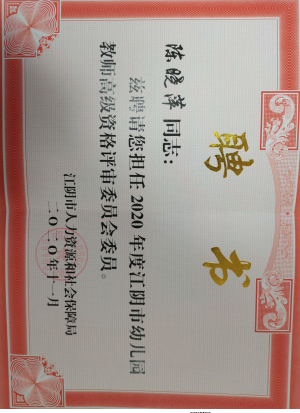 聘书
陈晓萍同志:
兹聘请您担任2020年度江阴市幼儿园
教师高级资格评审委员会委员。
江阴市人力资源和社会保障局
二〇二〇年十一月